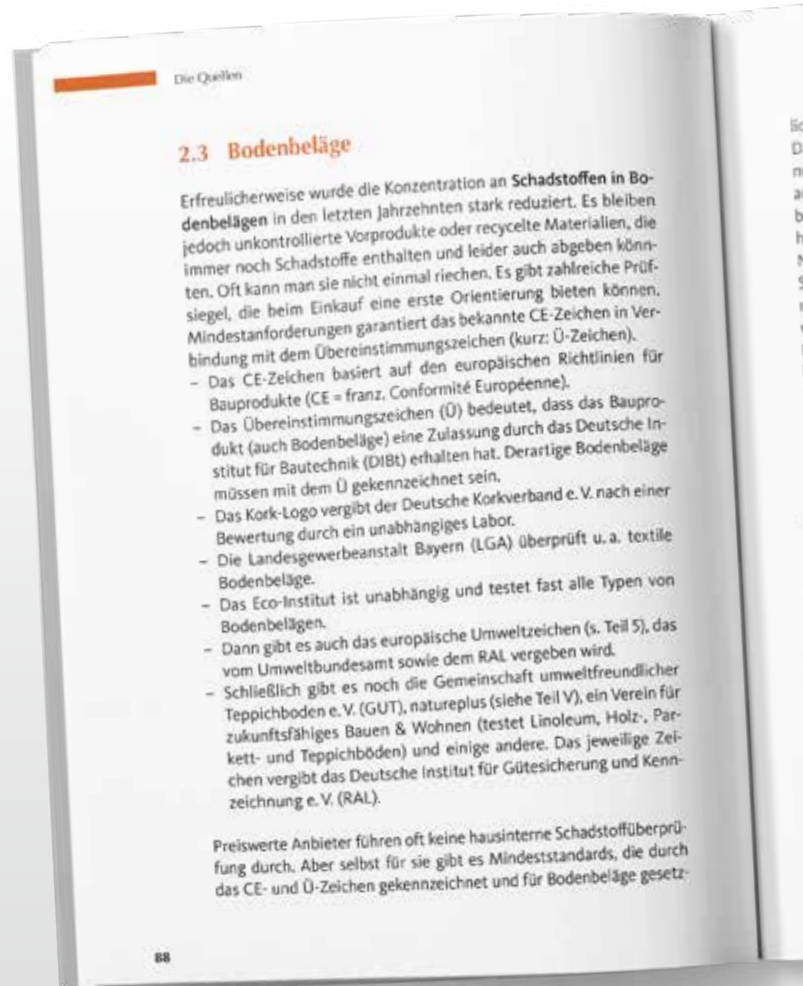 Die Quellen
2.3 Bodenbeläge
Erfreulicherweise wurde die Konzentration an Schadstoffen in Bo-
denbelägen in den letzten Jahrzehnten stark reduziert. Es bleiben
jedoch unkontrollierte Vorprodukte oder recycelte Materialien, die
immer noch Schadstoffe enthalten und leider auch abgeben könn-
ten. Oft kann man sie nicht einmal riechen. Es gibt zahlreiche Prüf-
siegel, die beim Einkauf eine erste Orientierung bieten können.
Mindestanforderungen garantiert das bekannte CE-Zeichen in Ver-
bindung mit dem Übereinstimmungszeichen (kurz: Ü-Zeichen).
– Das CE-Zeichen basiert auf den europäischen Richtlinien für
Bauprodukte (CE = franz. Conformité Européenne).
– Das Übereinstimmungszeichen (Ü) bedeutet, dass das Baupro-
dukt (auch Bodenbeläge) eine Zulassung durch das Deutsche In-
stitut für Bautechnik (DIBt) erhalten hat. Derartige Bodenbeläge
müssen mit dem Ü gekennzeichnet sein.
– Das Kork-Logo vergibt der Deutsche Korkverband e. V. nach einer
Bewertung durch ein unabhängiges Labor.
– Die Landesgewerbeanstalt Bayern (LGA) überprüft u. a. textile
Bodenbeläge.
– Das Eco-Institut ist unabhängig und testet fast alle Typen von
Bodenbelägen.
– Dann gibt es auch das europäische Umweltzeichen (s. Teil 5), das
vom Umweltbundesamt sowie dem RAL vergeben wird.
– Schließlich gibt es noch die Gemeinschaft umweltfreundlicher
Teppichboden e. V. (GUT), natureplus (siehe Teil V), ein Verein für
zukunftsfähiges Bauen & Wohnen (testet Linoleum, Holz-, Par-
kett- und Teppichböden) und einige andere. Das jeweilige Zei-
chen vergibt das Deutsche Institut für Gütesicherung und Kenn-
zeichnung e. V. (RAL).
Preiswerte Anbieter führen oft keine hausinterne Schadstoffüberprü-
fung durch. Aber selbst für sie gibt es Mindeststandards, die durch
das CE- und Ü-Zeichen gekennzeichnet und für Bodenbeläge gesetz-
88